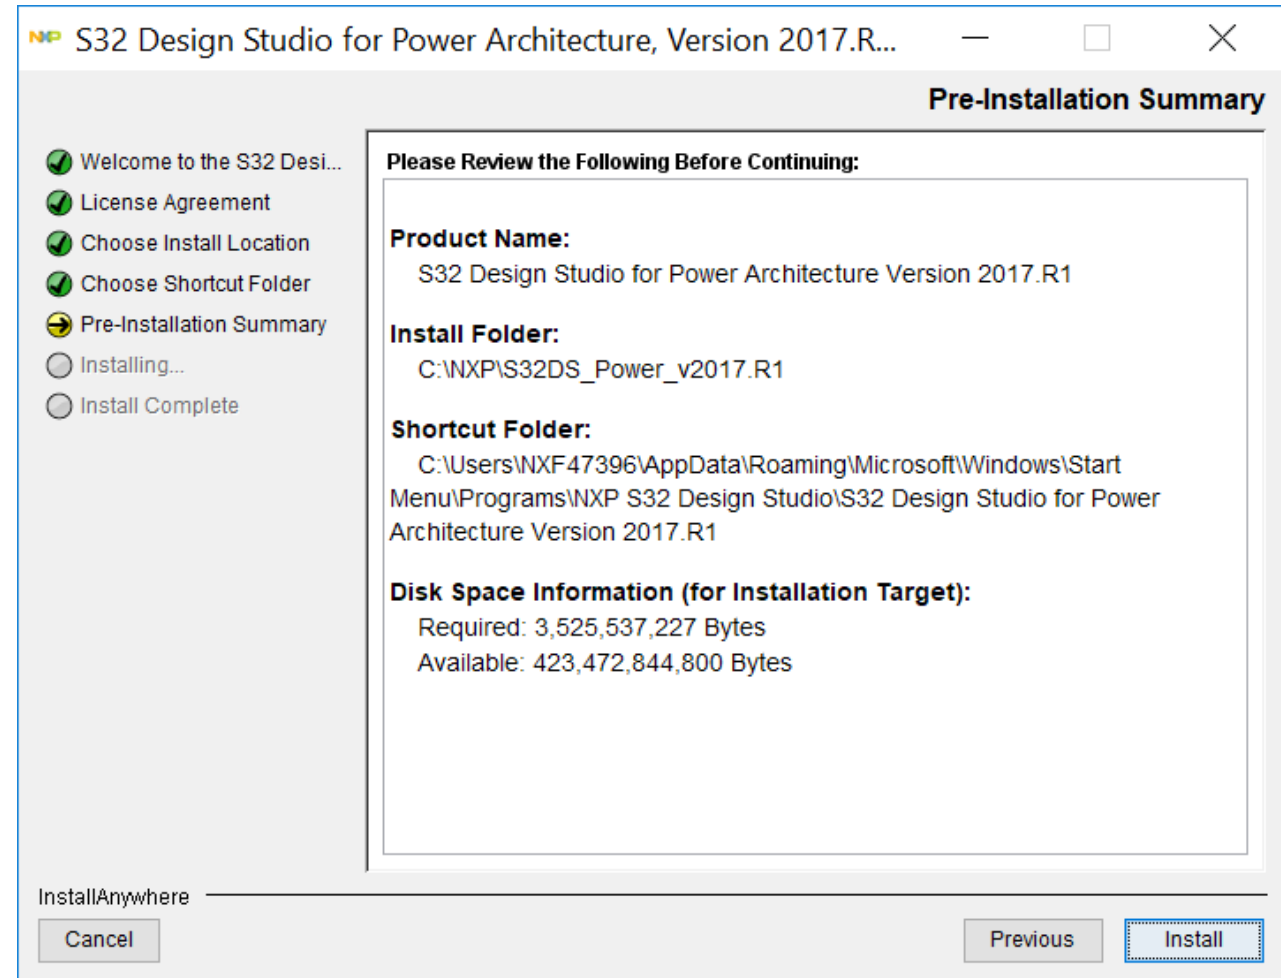 NXP S32 Design Studio for Power Architecture, Version 2017.R...
Pre-Installation Summary
Welcome to the S32 Desi...
License Agreement
Choose Install Location
Choose Shortcut Folder
Pre-Installation Summary
Installing...
Install Complete
Please Review the Following Before Continuing:
Product Name:
S32 Design Studio for Power Architecture Version 2017.R1
Install Folder:
C:\NXP\S32DS_Power_v2017.R1
Shortcut Folder:
C:\Users\NXF47396\AppData\Roaming\Microsoft\Windows\Start
Menu\Programs\NXP S32 Design Studio\S32 Design Studio for Power
Architecture Version 2017.R1
Disk Space Information (for Installation Target):
Required: 3,525,537,227 Bytes
Available: 423,472,844,800 Bytes
InstallAnywhere
Cancel
Previous
Install